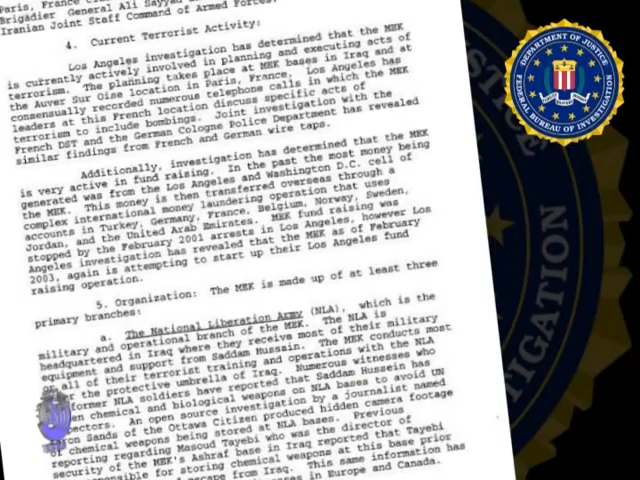 Paris, France
Brigadier General Ali Sayyad
Iranian Joint Staff Command of Armed Forces.
4. Current Terrorist Activity:
Los Angeles investigation has determined that the MEK
is currently actively involved in planning and executing acts of
terrorism. The planning takes place at MEK bases in Iraq and at
the Auver Sur Oise location in Paris, France. Los Angeles has
consensually recorded numerous telephone calls in which the MEK
leaders at this French location discuss specific acts of
terrorism to include bombings. Joint investigation with the
French DST and the German Cologne Police Department has revealed
similar findings from French and German wire taps.
Additionally, investigation has determined that the MEK
is very active in fund raising. In the past the most money being
generated was from the Los Angeles and Washington D.C. cell of
the MEK. This money is then transferred overseas through a
complex international money laundering operation that uses
accounts in Turkey, Germany, France, Belgium, Norway, Sweden,
Jordan, and the United Arab Emirates. MEK fund raising was
stopped by the February 2001 arrests in Los Angeles, however Los
Angeles investigation has revealed that the MEK as of February
2003, again is attempting to start up their Los Angeles fund
raising operation.
5. Organization: The MEK is made up of at least three
primary branches:
a. The National Liberation Army (NLA), which is the
military and operational branch of the MEK. The NLA is
headquartered in Iraq where they receive most of their military
equipment and support from Saddam Hussain. The MEK conducts most
or all of their terrorist training and operations with the NLA
the protective umbrella of Iraq. Numerous witnesses who
former NLA soldiers have reported that Saddam Hussein has
chemical and biological weapons on NLA bases to avoid UN
An open source investigation by a journalist named
Sands of the Ottawa Citizen produced hidden camera footage
of chemical weapons being stored at NLA bases. Previous
reporting regarding Masoud Tayebi who was the director of
security of the MEK's Ashraf base in Iraq reported that Tayebi
responsible for storing chemical weapons at this base prior
escape from Iraq. This same information has
in Europe and Canada.
DEPARTMENT OF JUSTICE
FEDERAL BUREAU OF INVESTIGATION
TIGATION